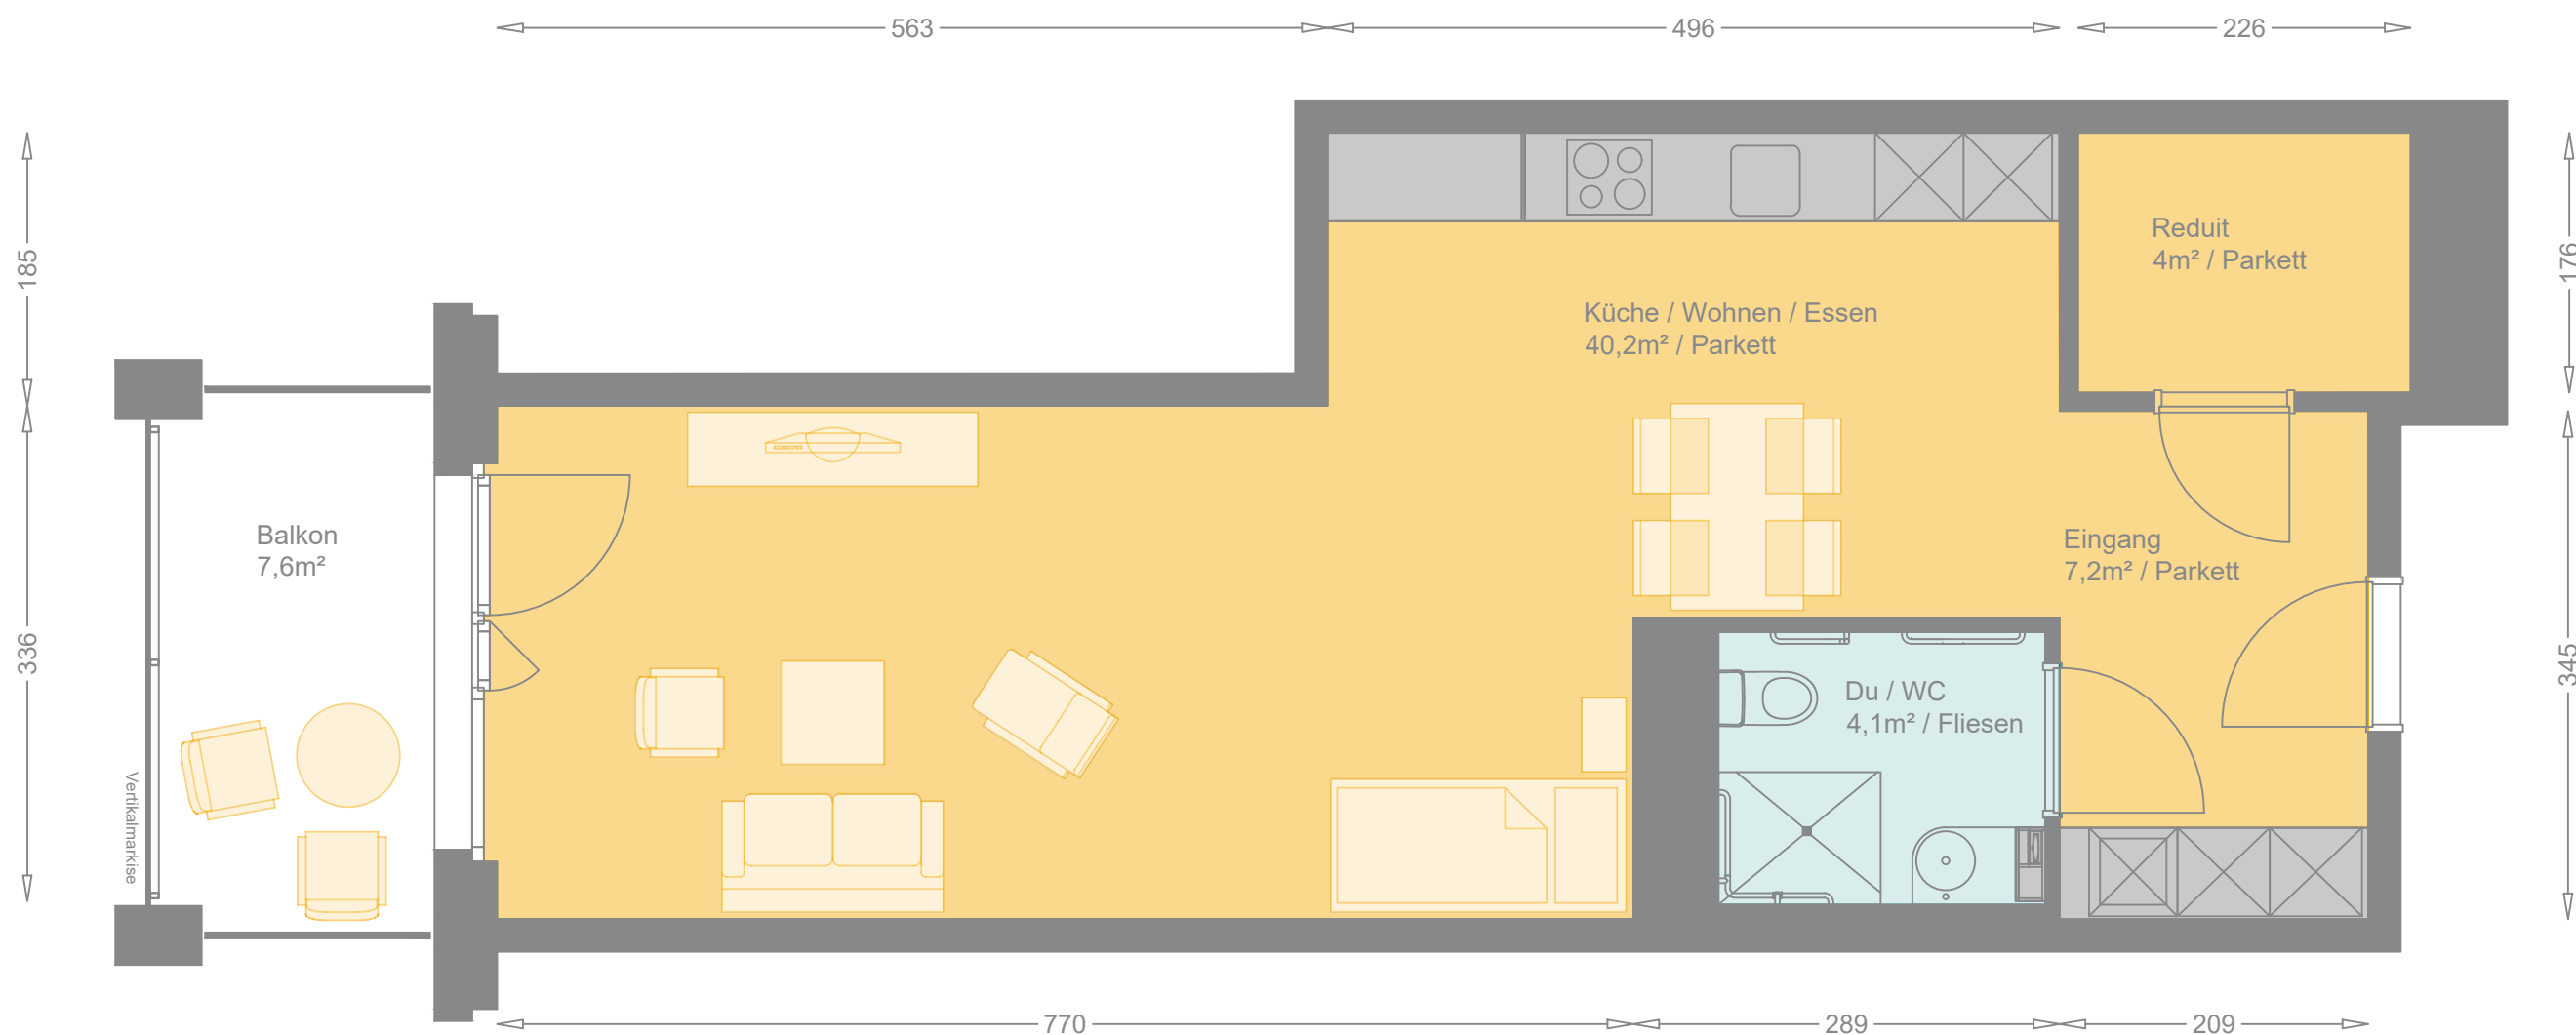 563
496
226
185
336
176
345
Reduit
4m² / Parkett
Küche / Wohnen / Essen
40,2m² / Parkett
Balkon
7,6m²
Eingang
7,2m² / Parkett
Du / WC
4,1m² / Fliesen
Vertikalmarkise
770
289
209